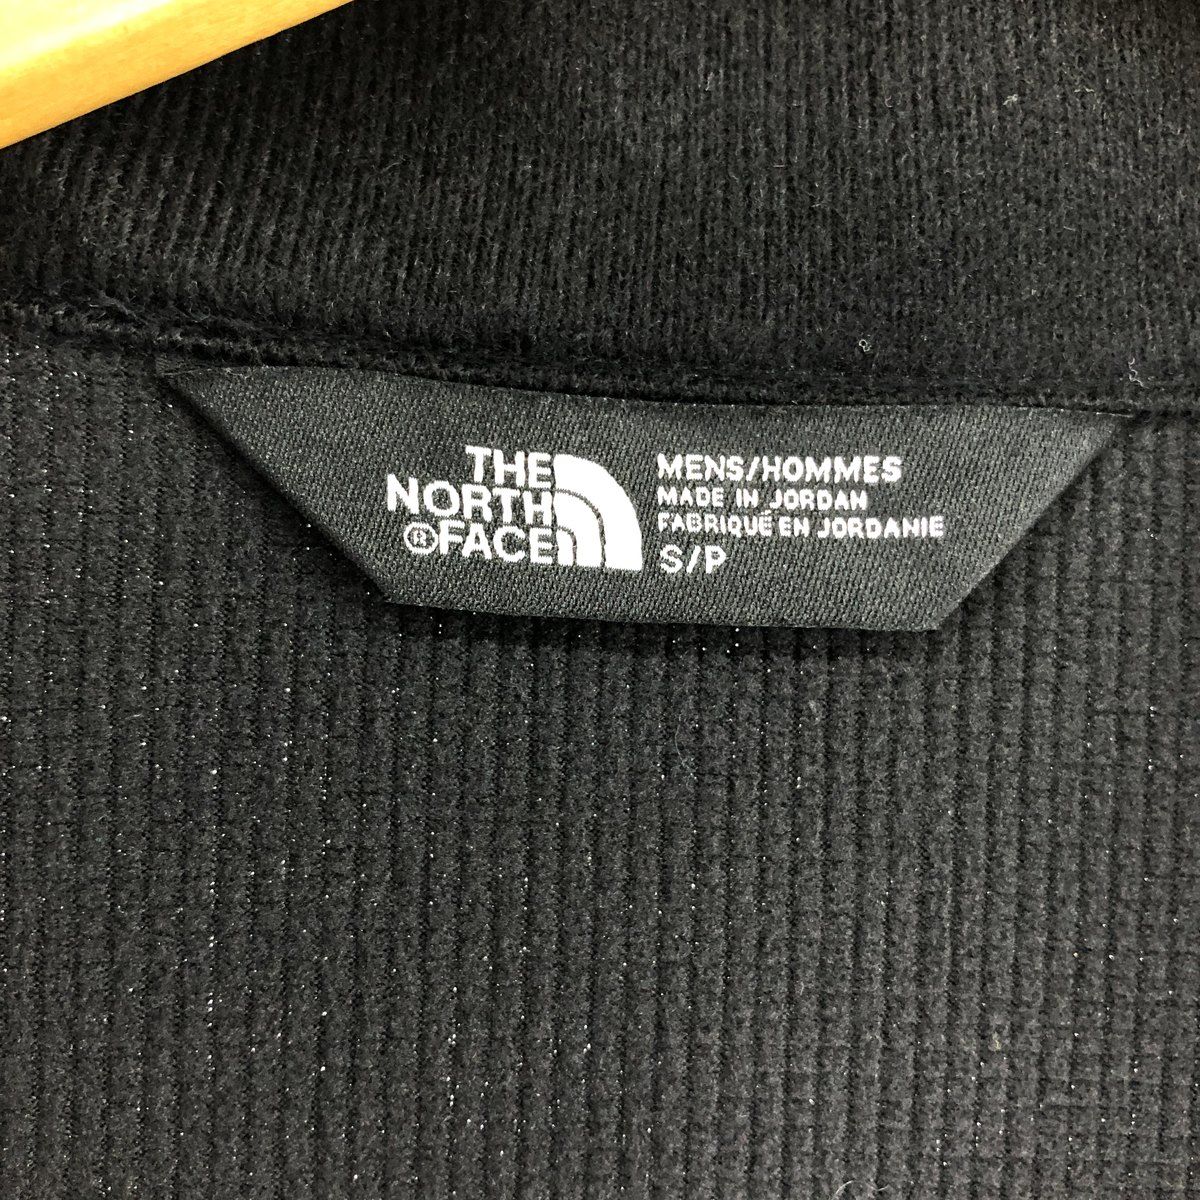 THE
NORTH
®FACE
MENS/HOMMES
MADE IN JORDAN
FABRIQUÉ EN JORDANIE
S/P